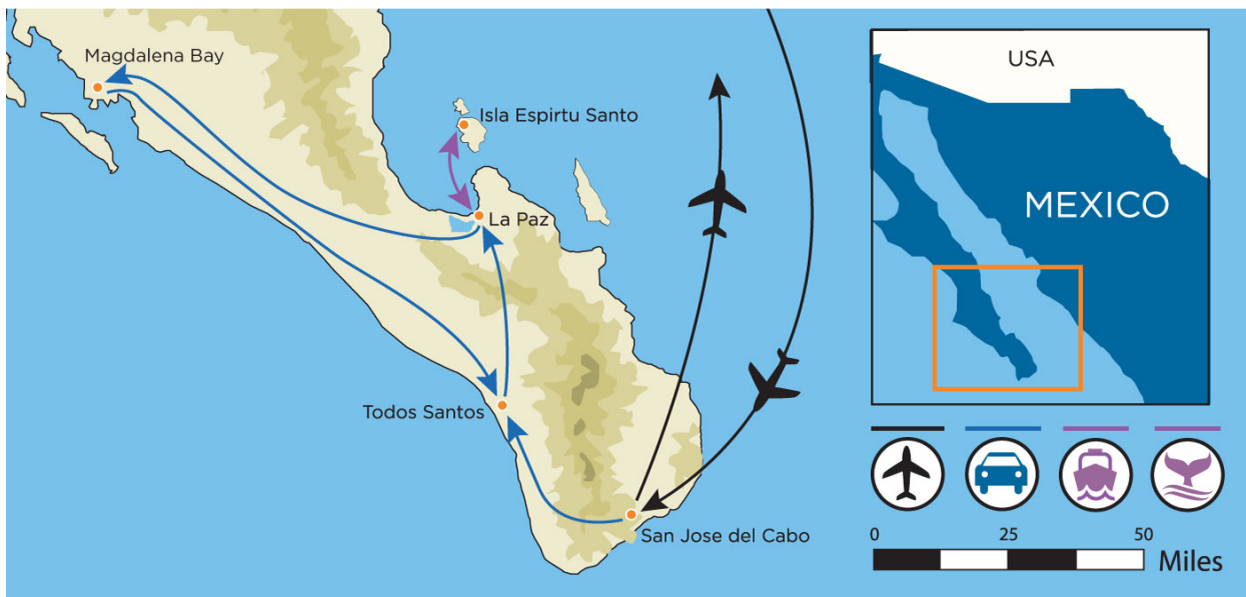 Magdalena Bay
Isla Espirtu Santo
La Paz
Todos Santos
San Jose del Cabo
USA
MEXICO
0 25 50
Miles